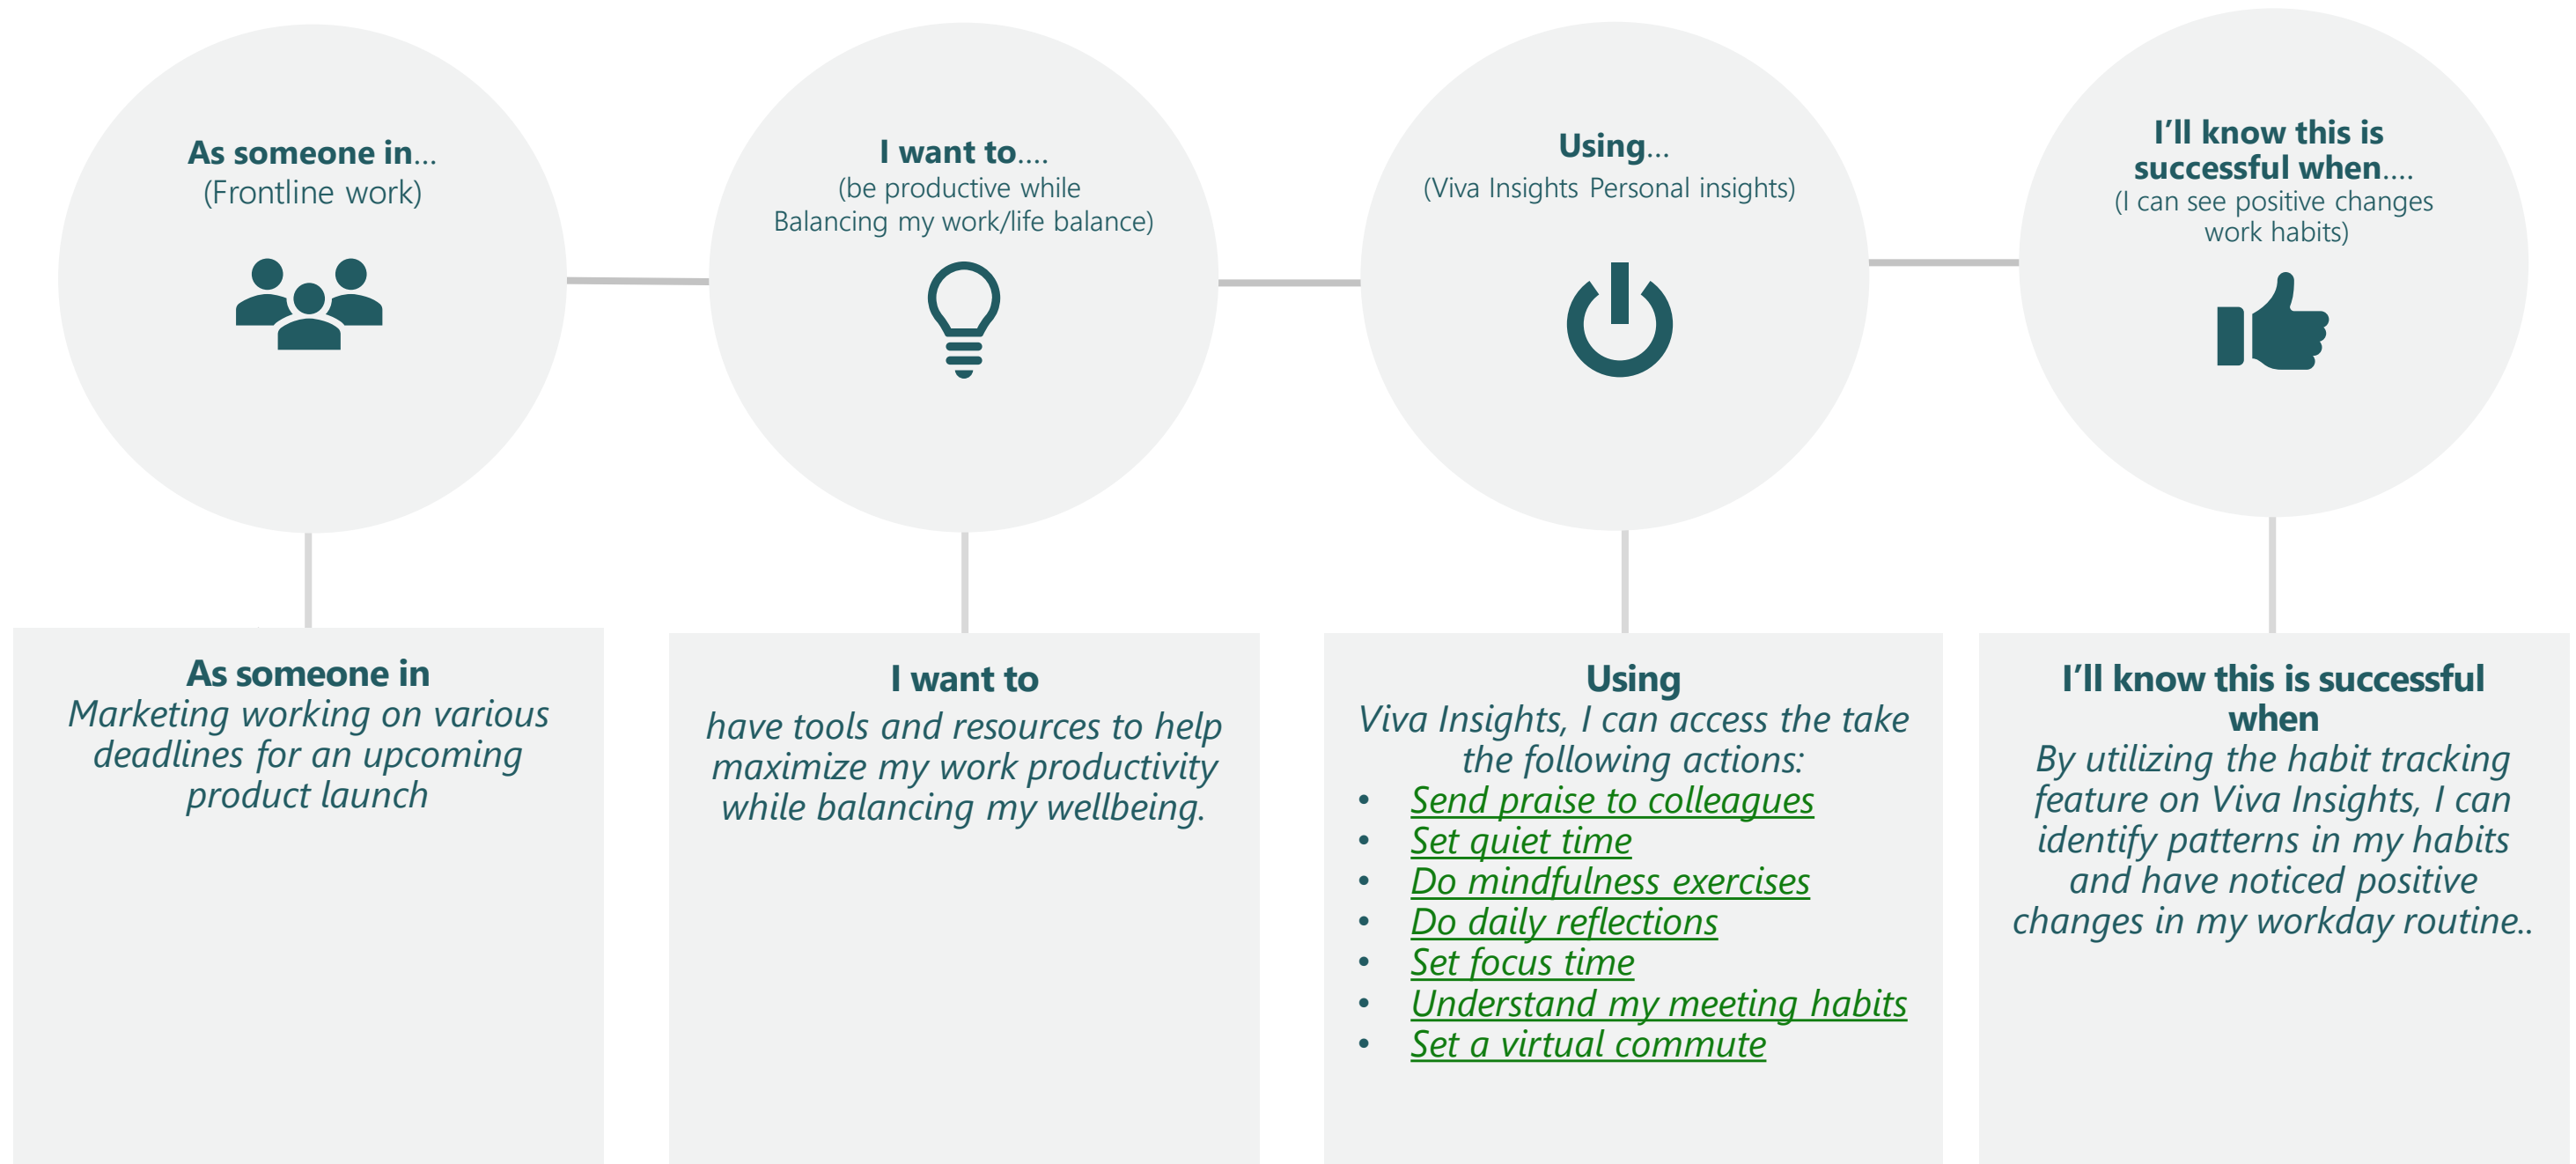 As someone in...
(Frontline work)
I want to....
(be productive while
Balancing my work/life balance)
Using...
(Viva Insights Personal insights)
I’ll know this is
successful when....
(I can see positive changes
work habits)
As someone in
Marketing working on various
deadlines for an upcoming
product launch
I want to
have tools and resources to help
maximize my work productivity
while balancing my wellbeing.
Using
Viva Insights, I can access the take
the following actions:
• Send praise to colleagues
• Set quiet time
• Do mindfulness exercises
• Do daily reflections
• Set focus time
• Understand my meeting habits
• Set a virtual commute
I’ll know this is successful
when
By utilizing the habit tracking
feature on Viva Insights, I can
identify patterns in my habits
and have noticed positive
changes in my workday routine..